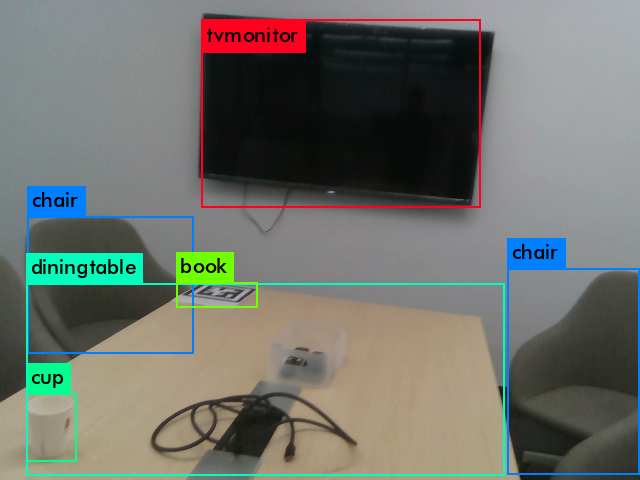 tvmonitor
chair
diningtable
book
chair
cup